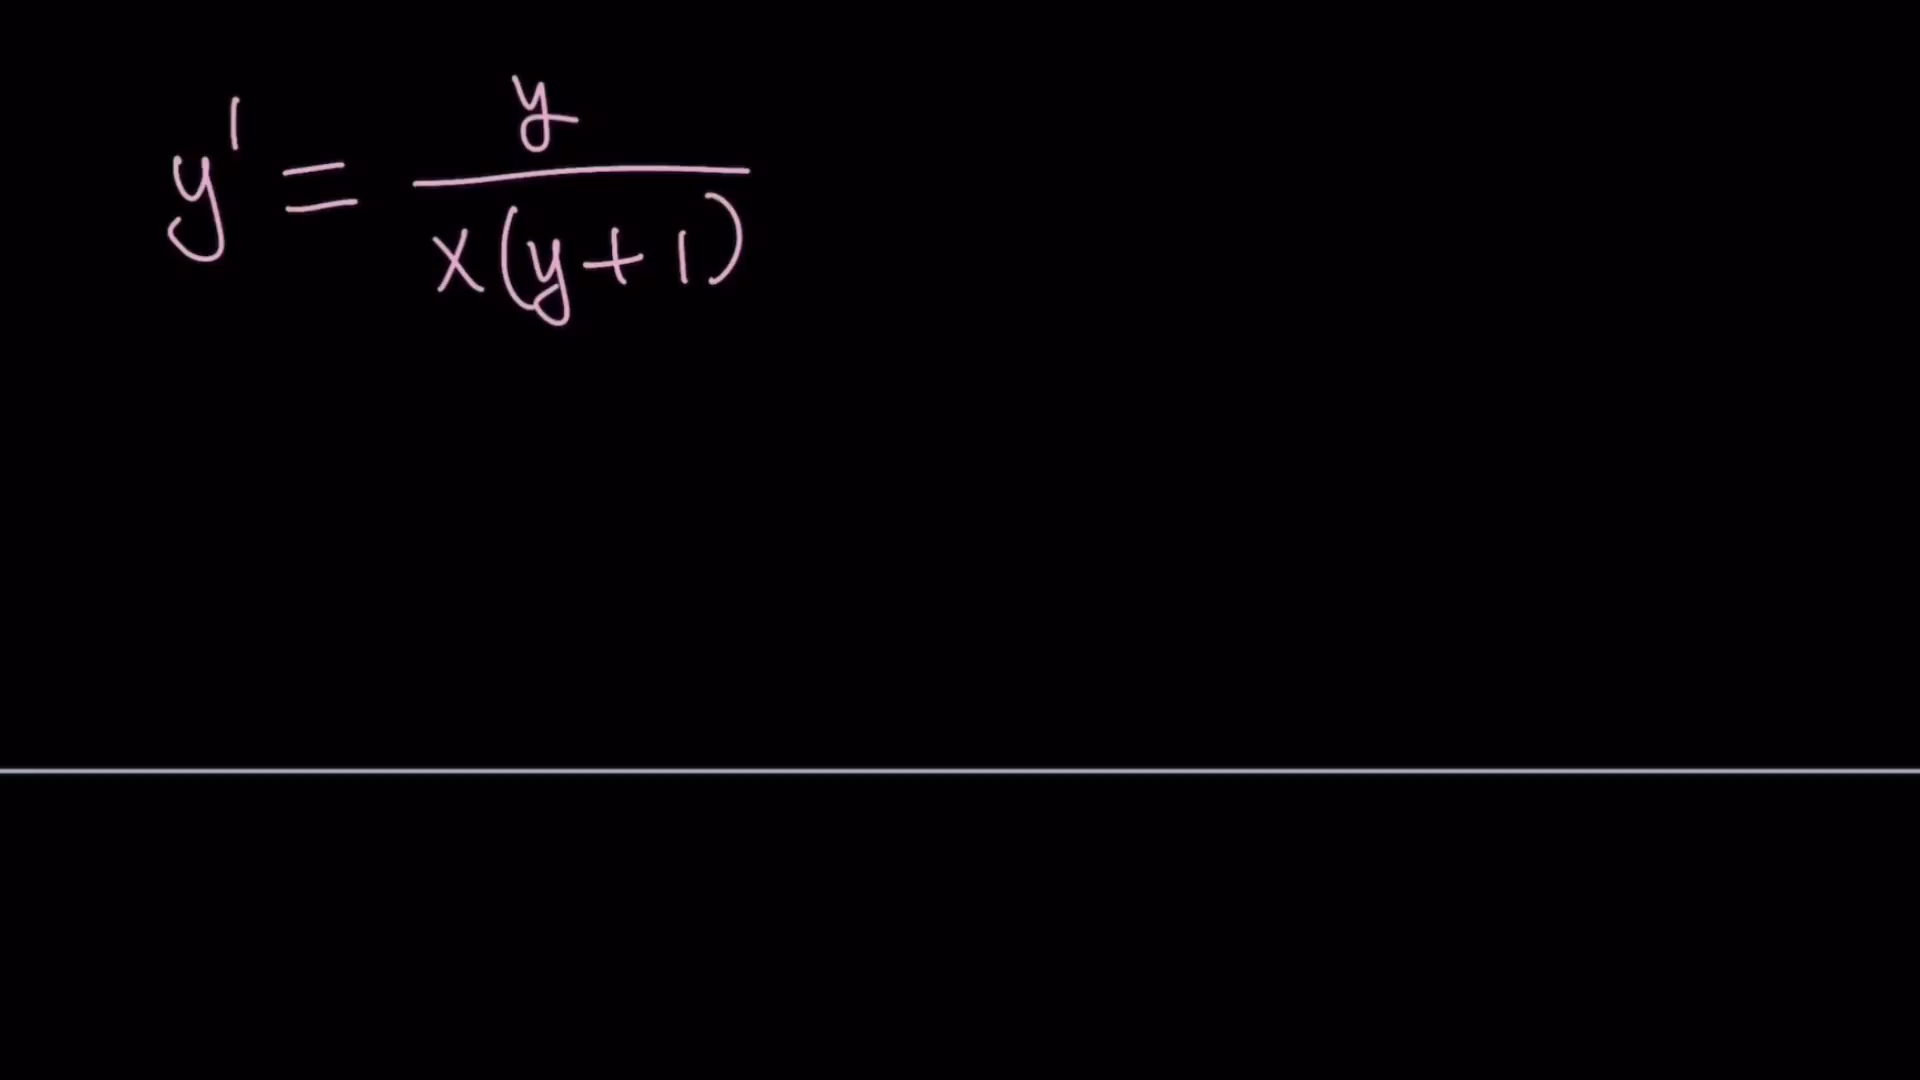 y' = y / x(y+1)